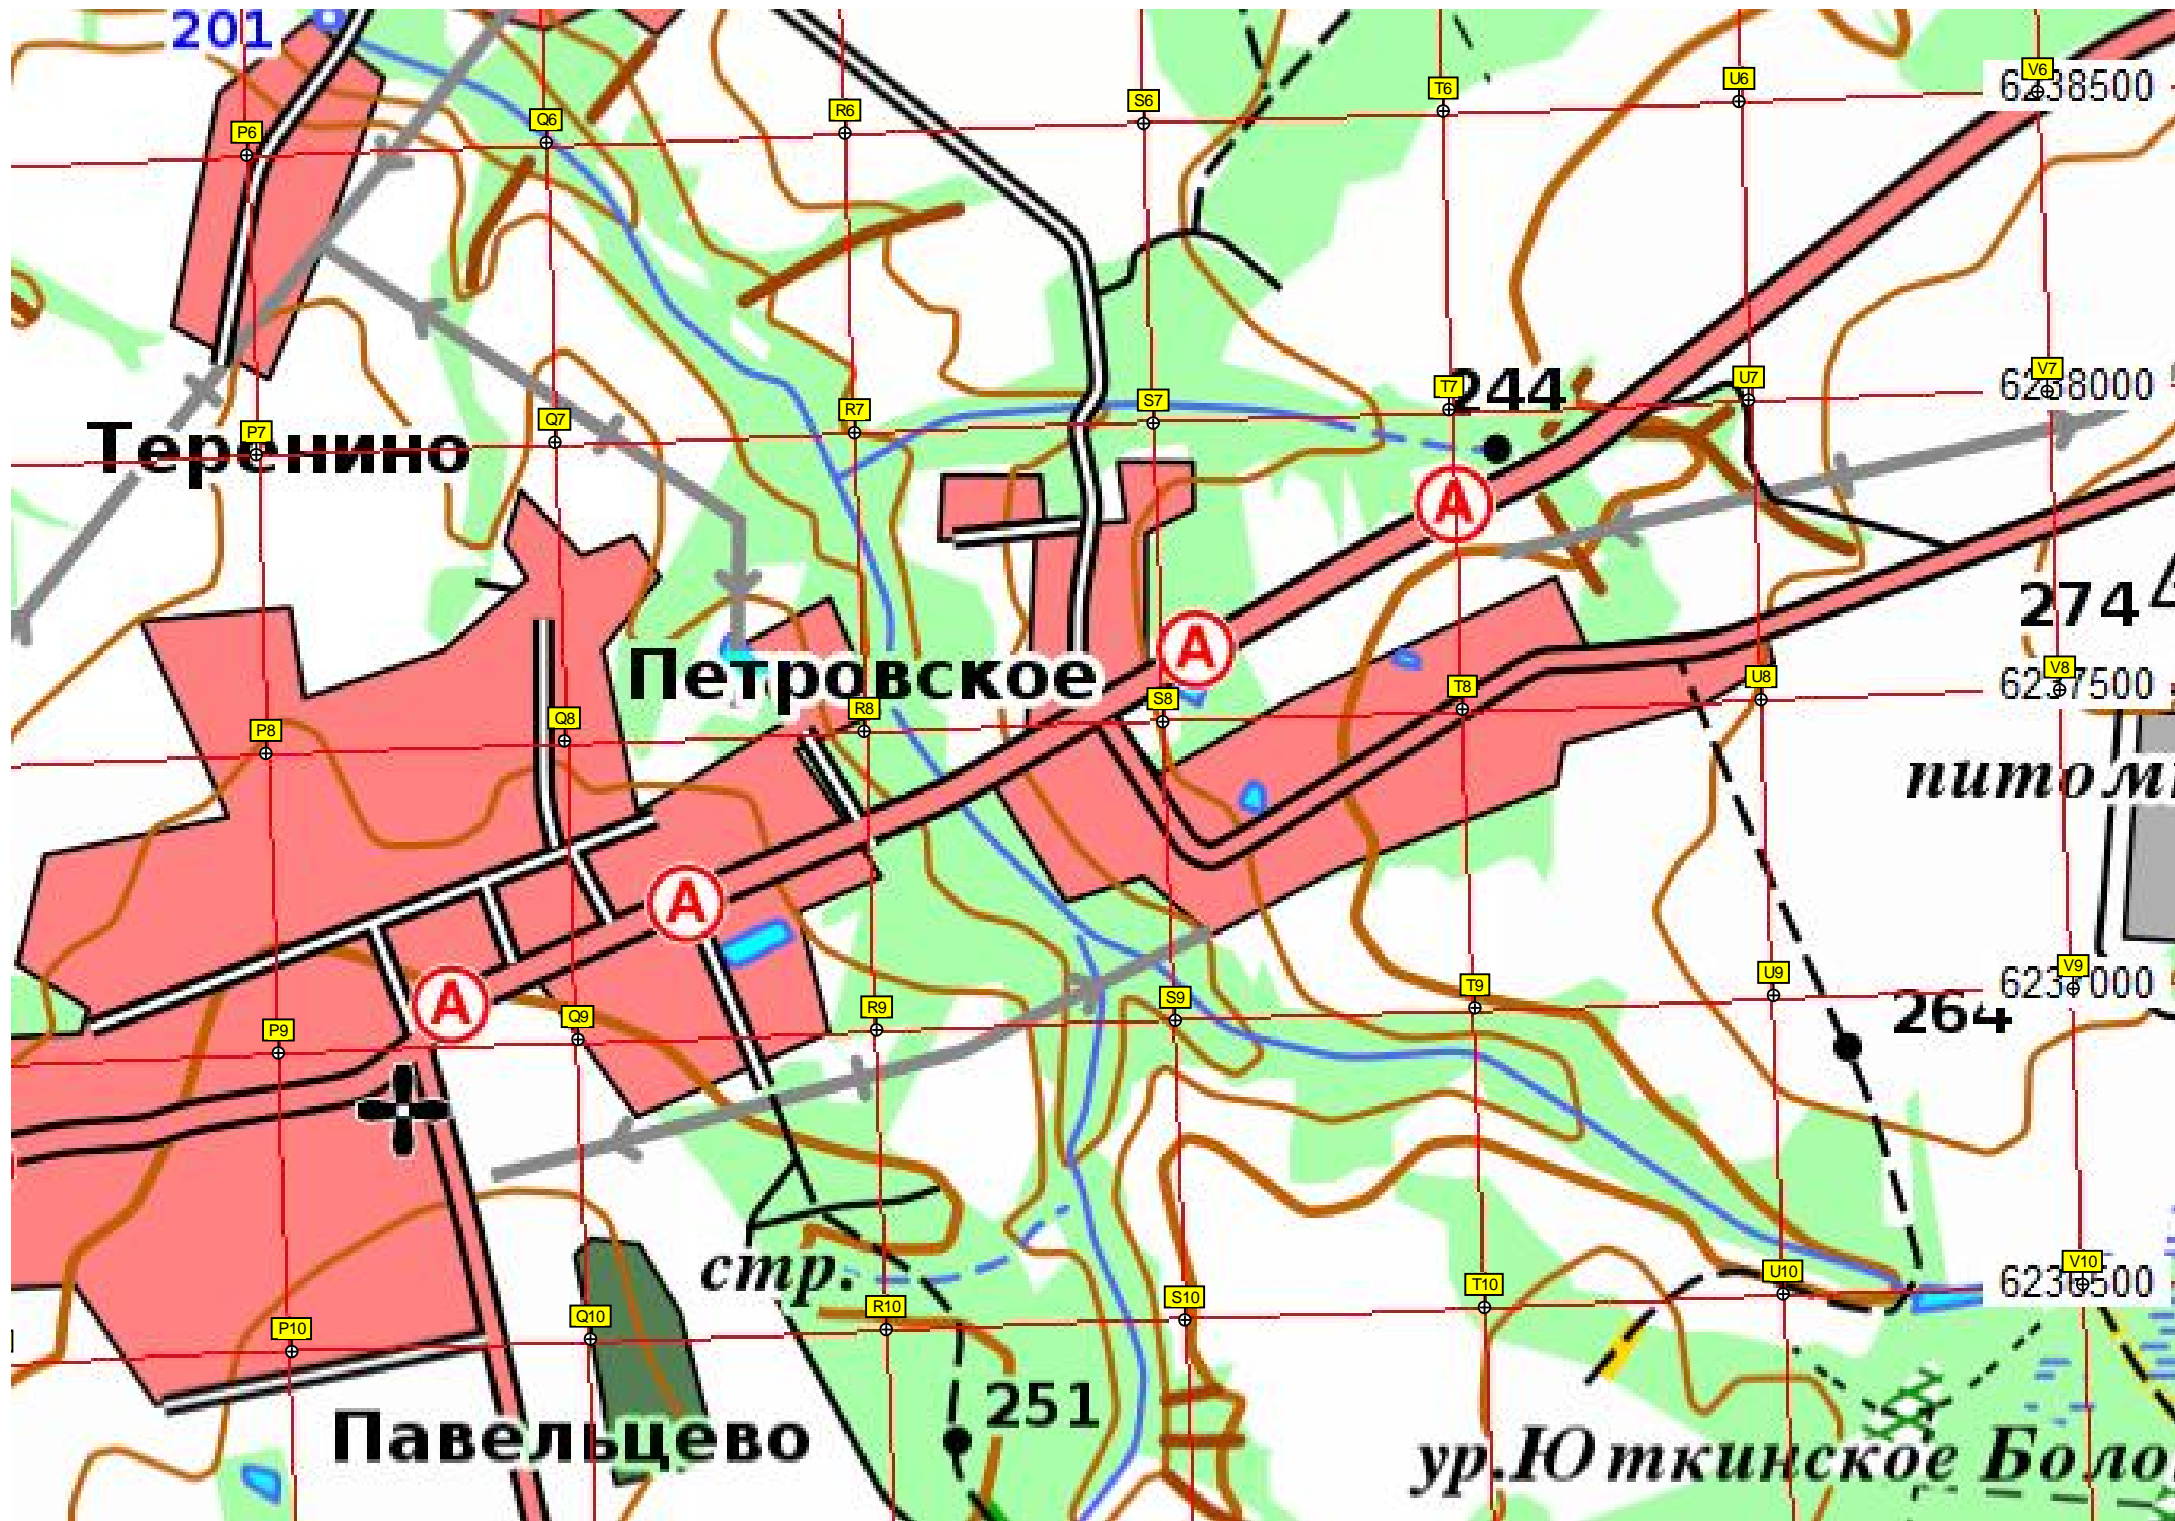 201
P6
Q6
R6
S6
T6
U6
V6
6238500
244
P7
Q7
R7
S7
T7
U7
V7
6238000
Теренино
A
274
Петровское
A
P8
Q8
R8
S8
T8
U8
V8
6237500
A
A
P9
Q9
R9
S9
T9
U9
V9
6237000
264
стр.
P10
Q10
R10
S10
T10
U10
V10
6236500
251
Павельцево
ур.Юткинское